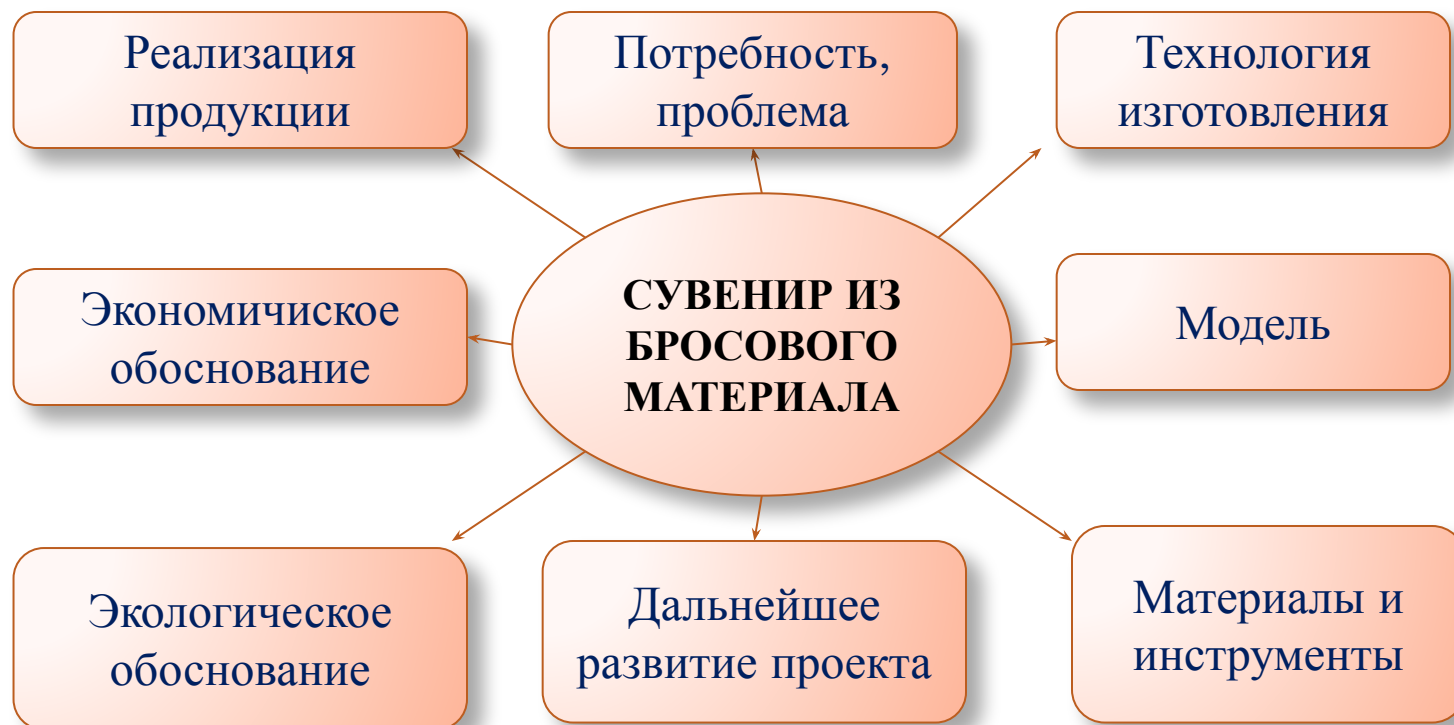 Реализация
продукции
Потребность,
проблема
Технология
изготовления
Экономичиское
обоснование
СУВЕНИР ИЗ
БРОСОВОГО
МАТЕРИАЛА
Модель
Экологическое
обоснование
Дальнейшее
развитие проекта
Материалы и
инструменты